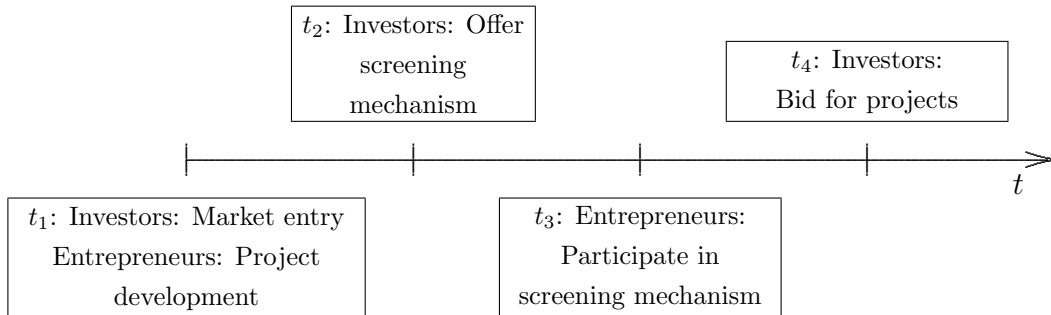 t₂: Investors: Offer
screening
mechanism
t₄: Investors:
Bid for projects
t
t₁: Investors: Market entry
Entrepreneurs: Project
development
t₃: Entrepreneurs:
Participate in
screening mechanism